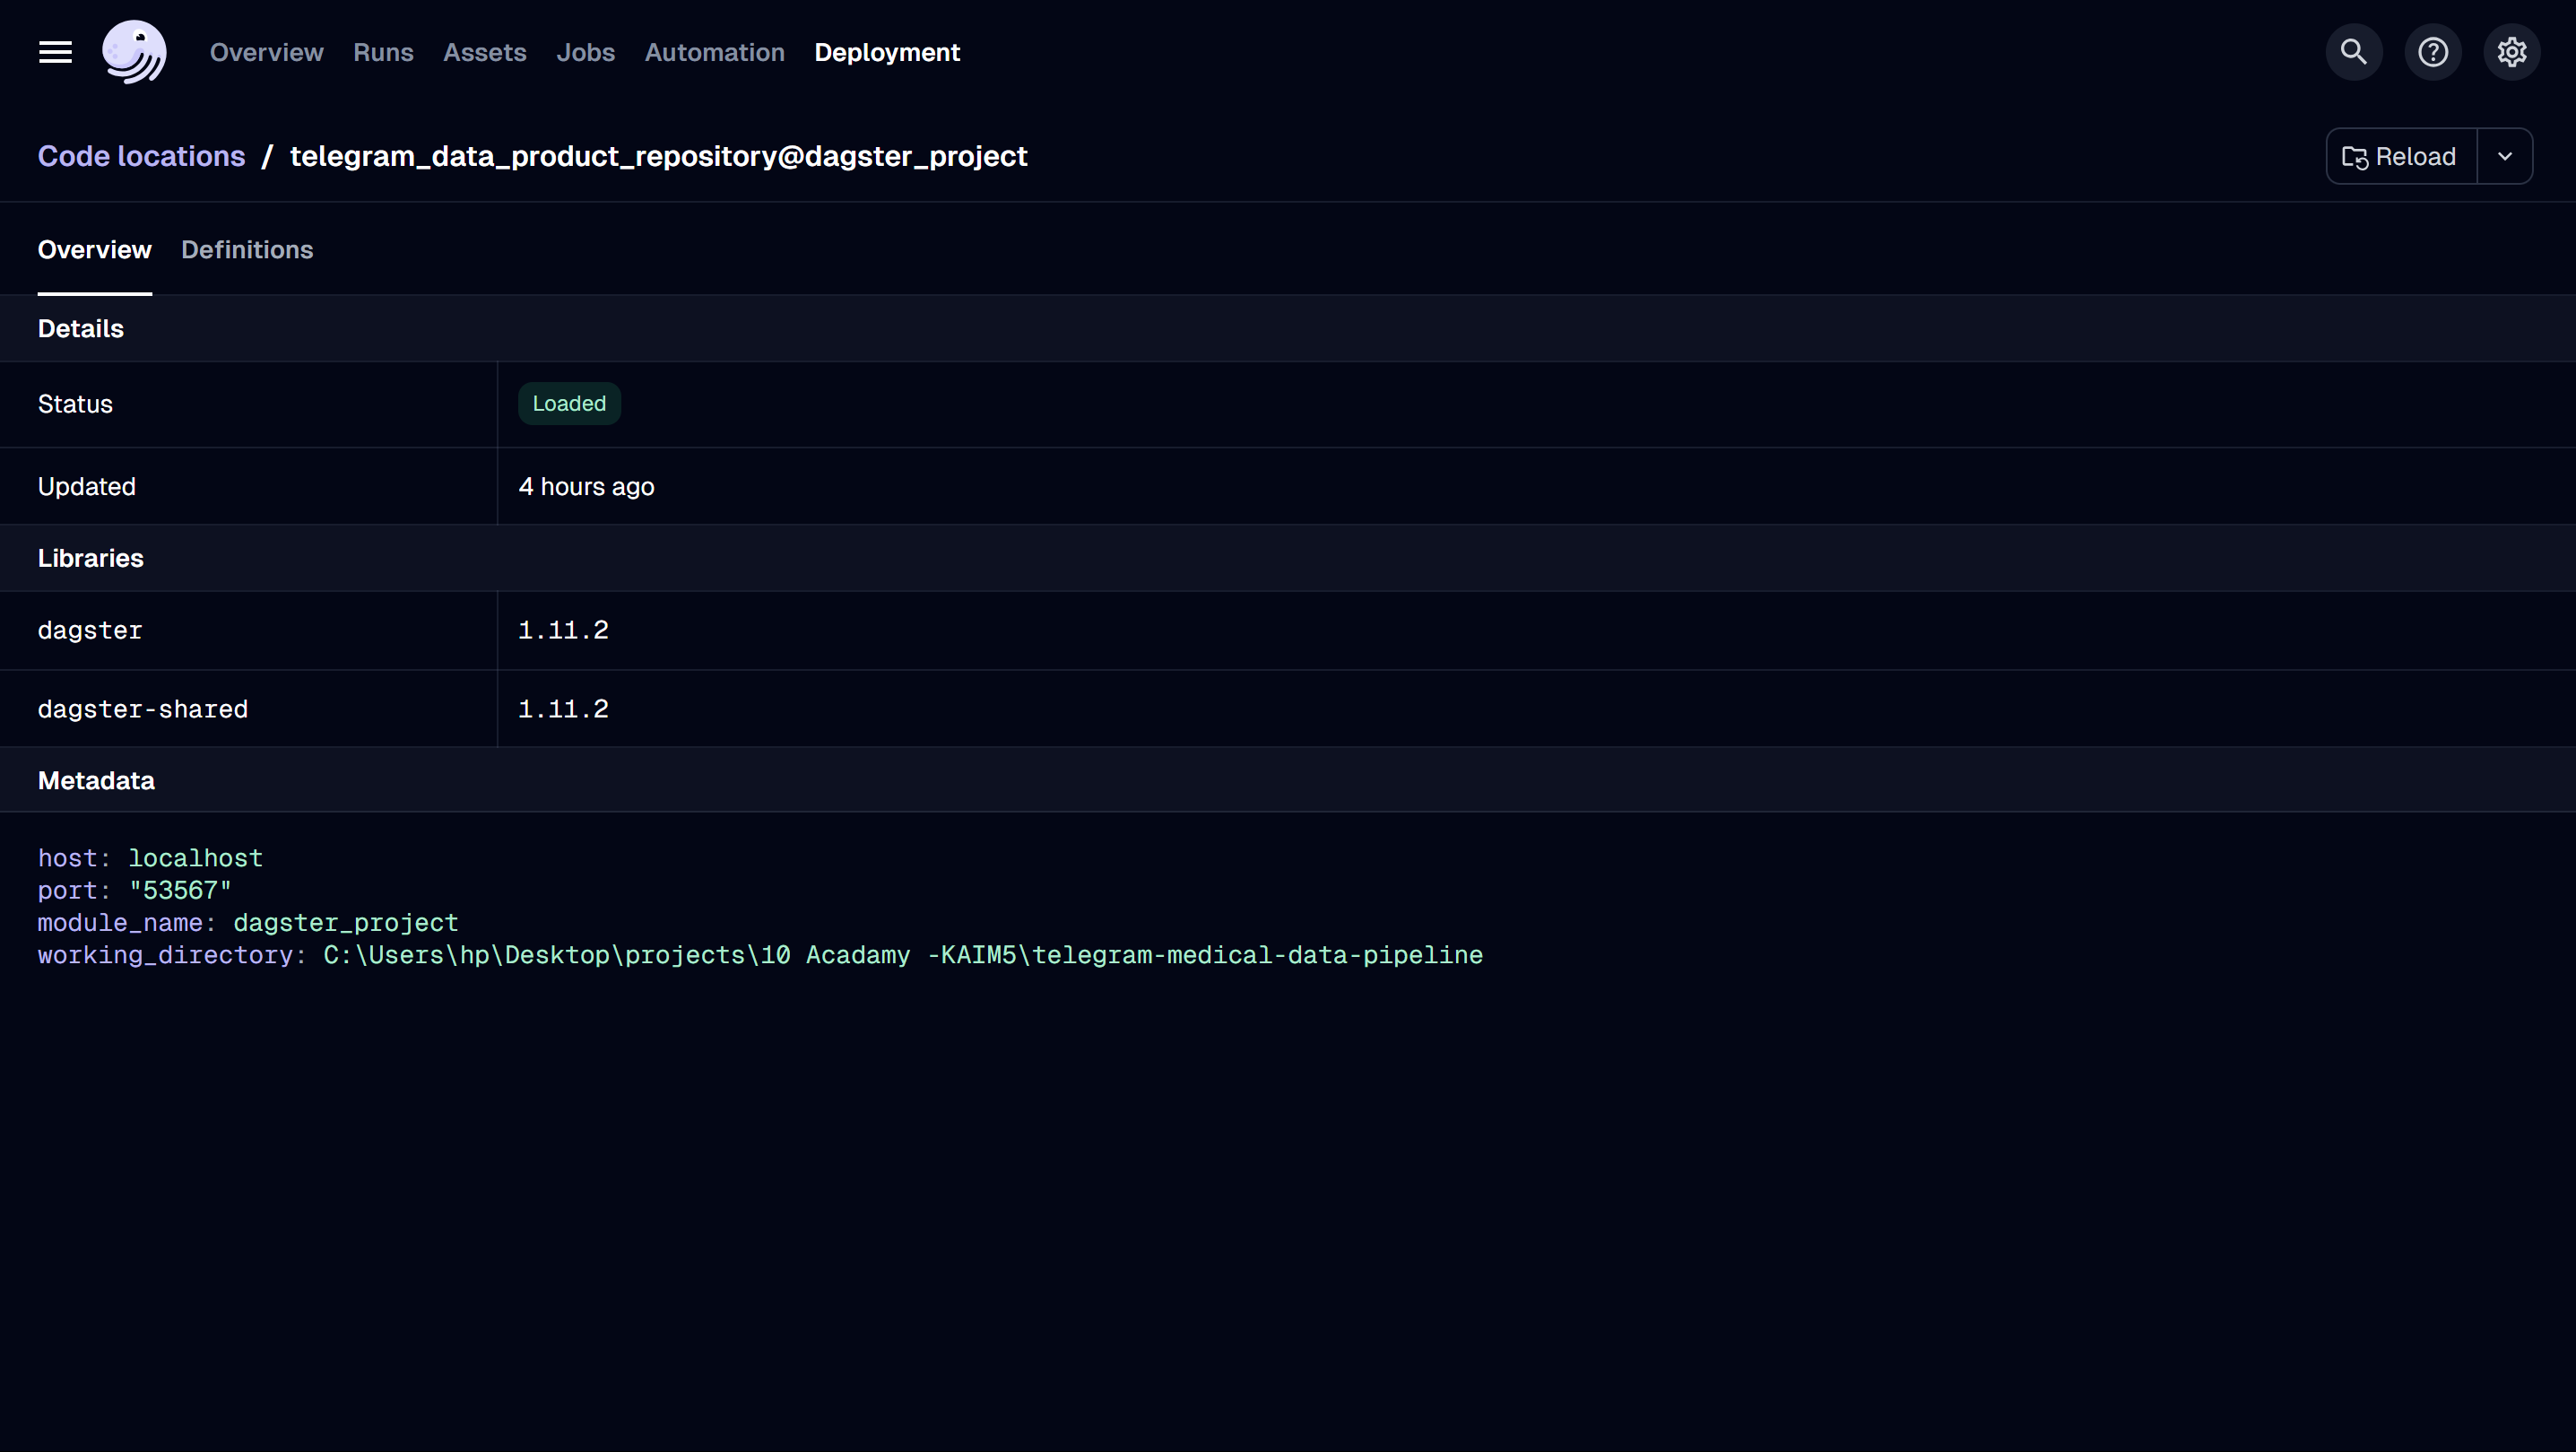 Overview Runs Assets Jobs Automation Deployment
Code locations / telegram_data_product_repository@dagster_project
Reload
Overview Definitions
Details
Status Loaded
Updated 4 hours ago
Libraries
dagster 1.11.2
dagster-shared 1.11.2
Metadata
host: localhost
port: "53567"
module_name: dagster_project
working_directory: C:\Users\hp\Desktop\projects\10 Acadamy -KAIM5\telegram-medical-data-pipeline